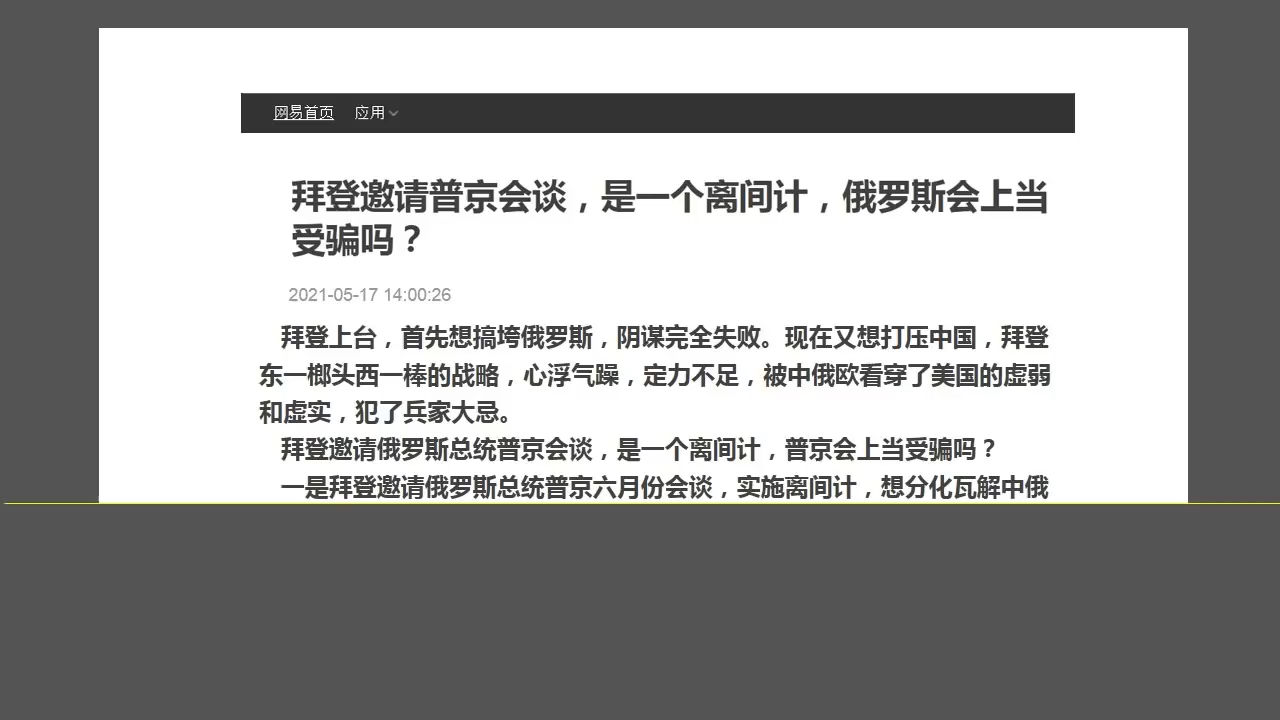 网易首页 应用
拜登邀请普京会谈，是一个离间计，俄罗斯会上当
受骗吗？
2021-05-17 14:00:26
拜登上台，首先想搞垮俄罗斯，阴谋完全失败。现在又想打压中国，拜登
东一榔头西一棒的战略，心浮气躁，定力不足，被中俄欧看穿了美国的虚弱
和虚实，犯了兵家大忌。
拜登邀请俄罗斯总统普京会谈，是一个离间计，普京会上当受骗吗？
一是拜登邀请俄罗斯总统普京六月份会谈，实施离间计，想分化瓦解中俄